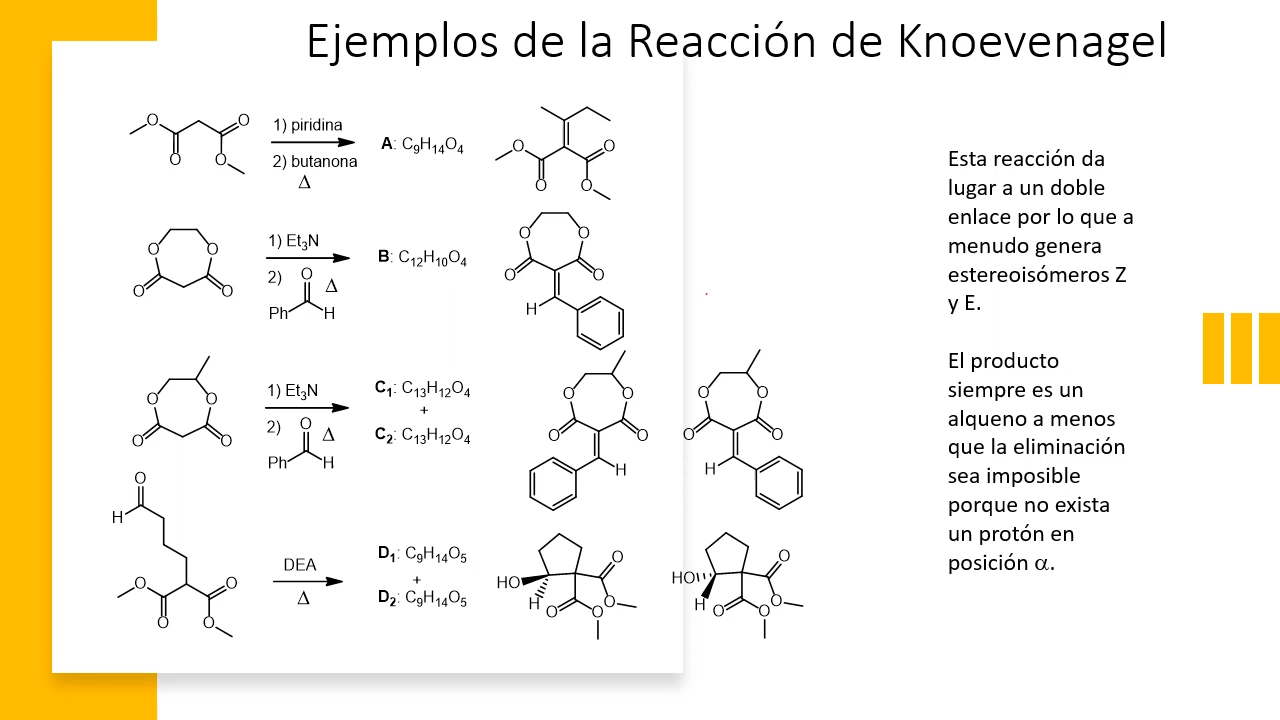 Ejemplos de la Reacción de Knoevenagel
O O O O
1) piridina
2) butanona
Δ
A: C₉H₁₄O₄
O O O O
O O O O
1) Et₃N
2) O Δ
Ph H
B: C₁₂H₁₀O₄
O O O O
H
O O O O
1) Et₃N
2) O Δ
Ph H
C₁: C₁₃H₁₂O₄
+
C₂: C₁₃H₁₂O₄
O O O O
H
O O O O
H
O
H
O O O O
DEA
Δ
D₁: C₉H₁₄O₅
+
D₂: C₉H₁₄O₅
HO H O O O O
HO H O O O O
Esta reacción da
lugar a un doble
enlace por lo que a
menudo genera
estereoisómeros Z
y E.
El producto
siempre es un
alqueno a menos
que la eliminación
sea imposible
porque no exista
un protón en
posición α.